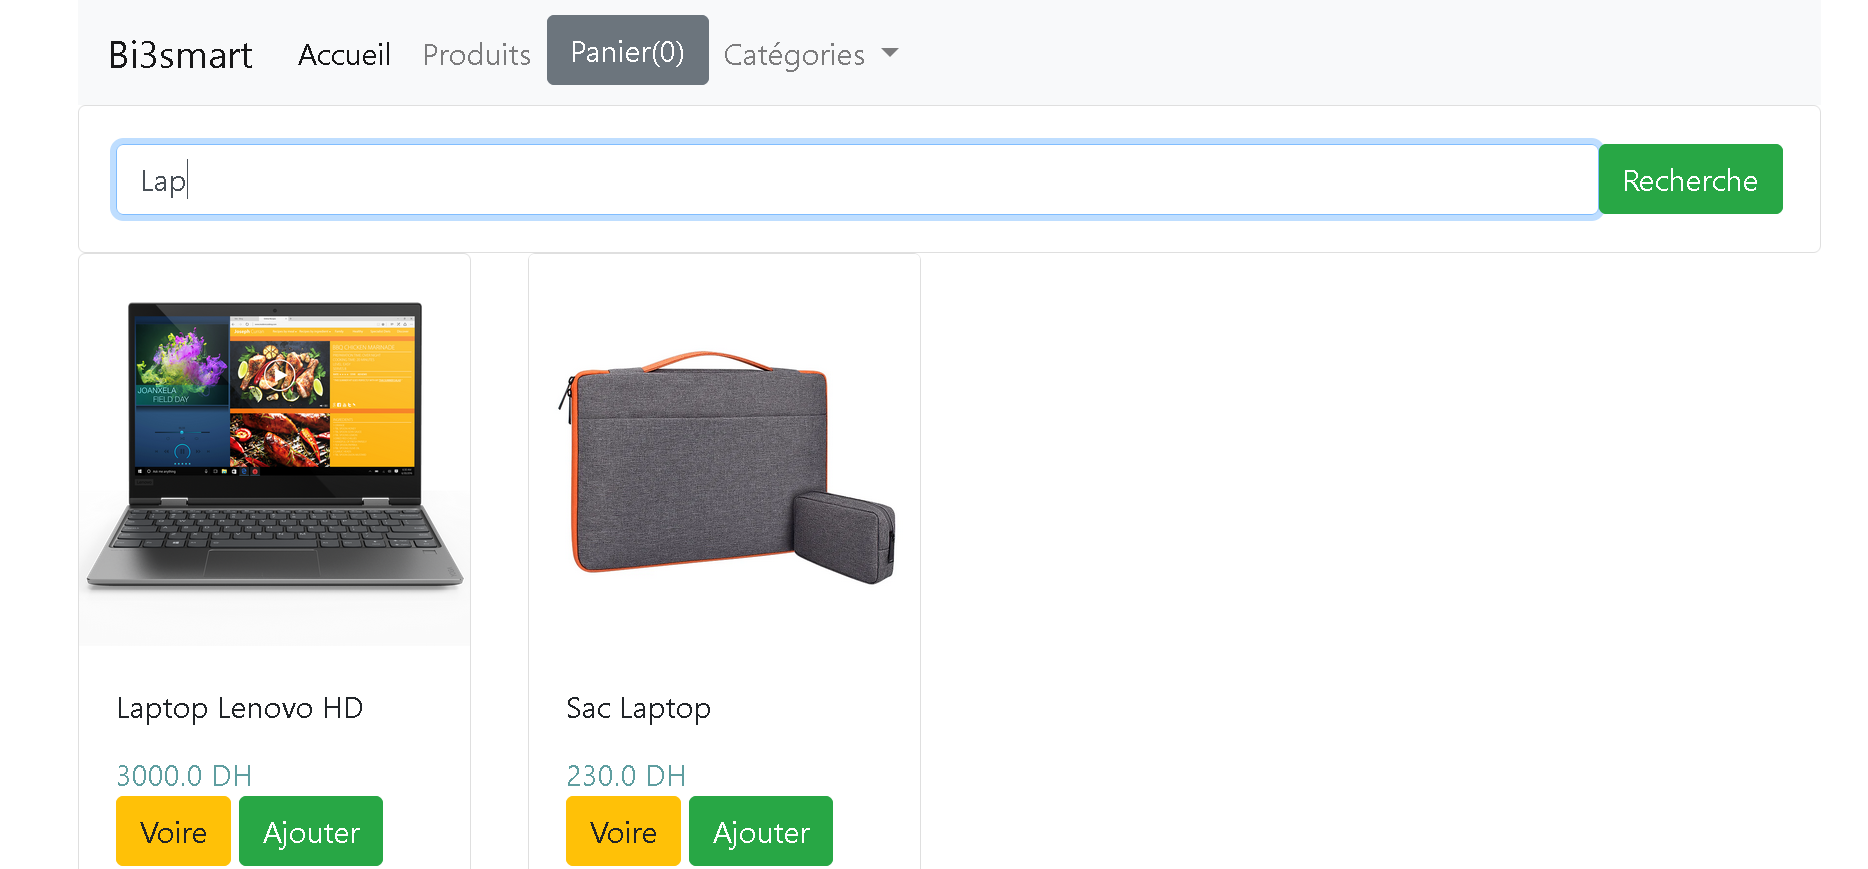 Bi3smart Accueil Produits Panier(0) Catégories
Lap Recherche
JOANXELA
FIELD DAY
Laptop Lenovo HD
3000.0 DH
Voire Ajouter
Sac Laptop
230.0 DH
Voire Ajouter